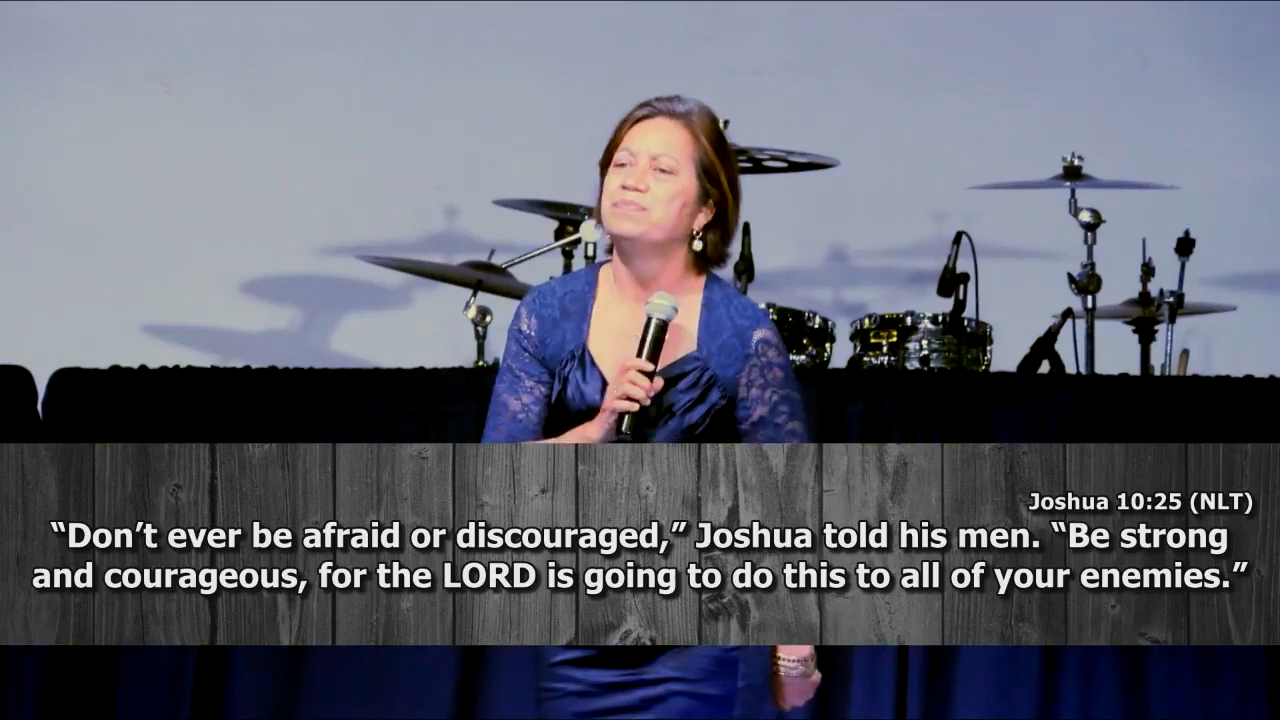 Joshua 10:25 (NLT)
“Don’t ever be afraid or discouraged,” Joshua told his men. “Be strong
and courageous, for the LORD is going to do this to all of your enemies.”